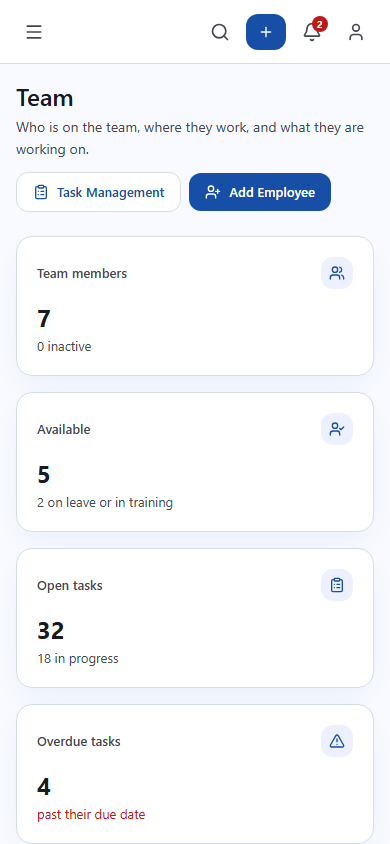 2
Team
Who is on the team, where they work, and what they are
working on.
Task Management
Add Employee
Team members
7
0 inactive
Available
5
2 on leave or in training
Open tasks
32
18 in progress
Overdue tasks
4
past their due date